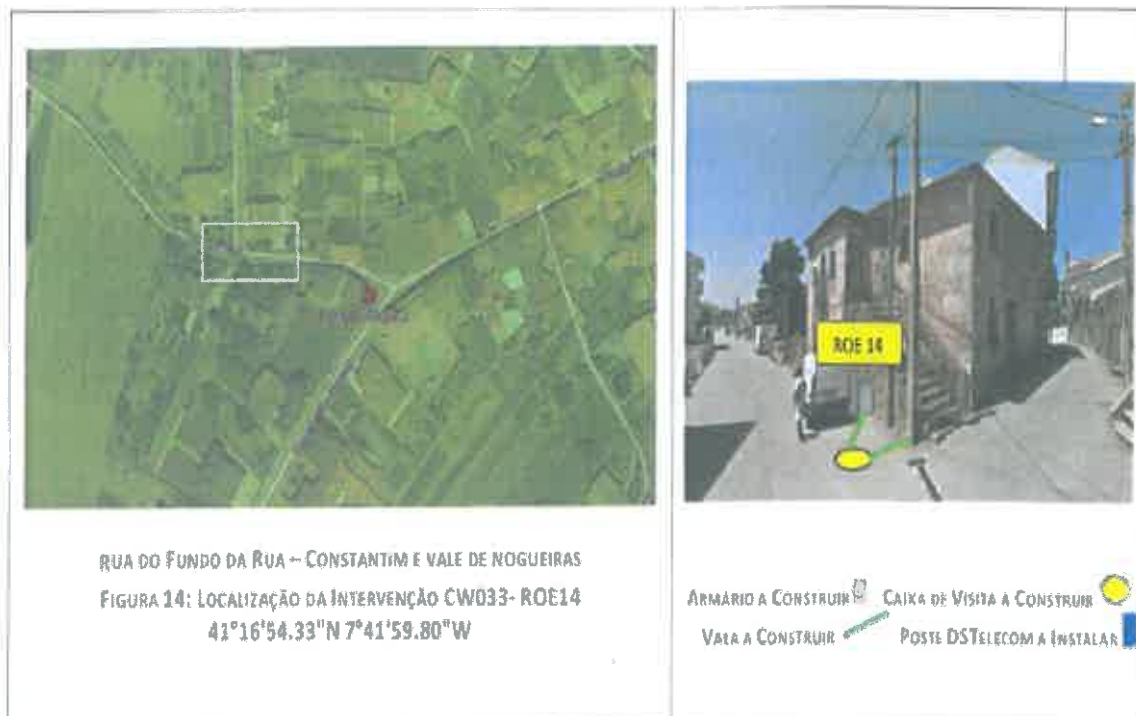 ROE 14
RUA DO FUNDO DA RUA – CONSTANTIM E VALE DE NOGUEIRAS
FIGURA 14: LOCALIZAÇÃO DA INTERVENÇÃO CW033- ROE14
41°16'54.33"N 7°41'59.80"W
ARMÁRIO A CONSTRUIR CAIXA DE VISITA A CONSTRUIR
VALA A CONSTRUIR POSTE DSTELECOM A INSTALAR